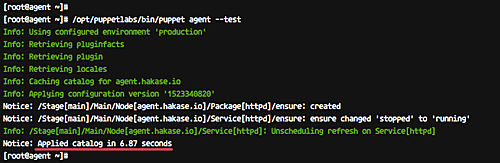 [root@agent ~]#
[root@agent ~]# /opt/puppetlabs/bin/puppet agent --test
Info: Using configured environment 'production'
Info: Retrieving pluginfacts
Info: Retrieving plugin
Info: Retrieving locales
Info: Caching catalog for agent.hakase.io
Info: Applying configuration version '1523340820'
Notice: /Stage[main]/Main/Node[agent.hakase.io]/Package[httpd]/ensure: created
Notice: /Stage[main]/Main/Node[agent.hakase.io]/Service[httpd]/ensure: ensure changed 'stopped' to 'running'
Info: /Stage[main]/Main/Node[agent.hakase.io]/Service[httpd]: Unscheduling refresh on Service[httpd]
Notice: Applied catalog in 6.87 seconds
[root@agent ~]#